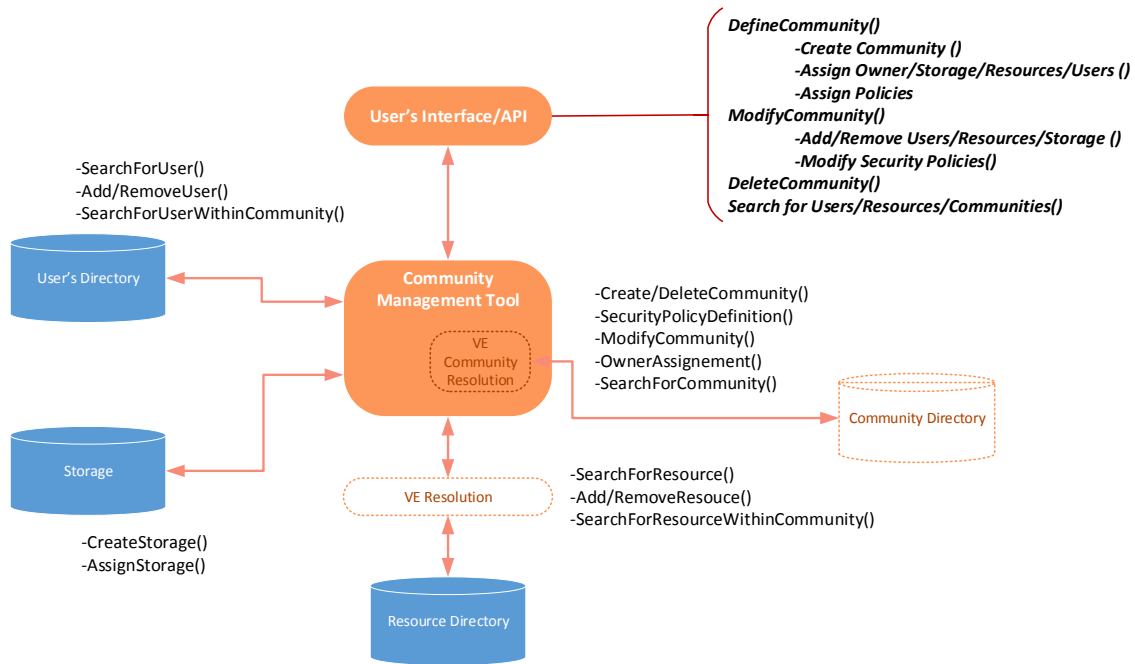 DefineCommunity()
-Create Community ()
-Assign Owner/Storage/Resources/Users ()
-Assign Policies
ModifyCommunity()
-Add/Remove Users/Resources/Storage ()
-Modify Security Policies()
DeleteCommunity()
Search for Users/Resources/Communities()
User's Interface/API
-SearchForUser()
-Add/RemoveUser()
-SearchForUserWithinCommunity()
User's Directory
Community
Management Tool
VE
Community
Resolution
-Create/DeleteCommunity()
-SecurityPolicyDefinition()
-ModifyCommunity()
-OwnerAssignement()
-SearchForCommunity()
Community Directory
Storage
-CreateStorage()
-AssignStorage()
VE Resolution
-SearchForResource()
-Add/RemoveResouce()
-SearchForResourceWithinCommunity()
Resource Directory